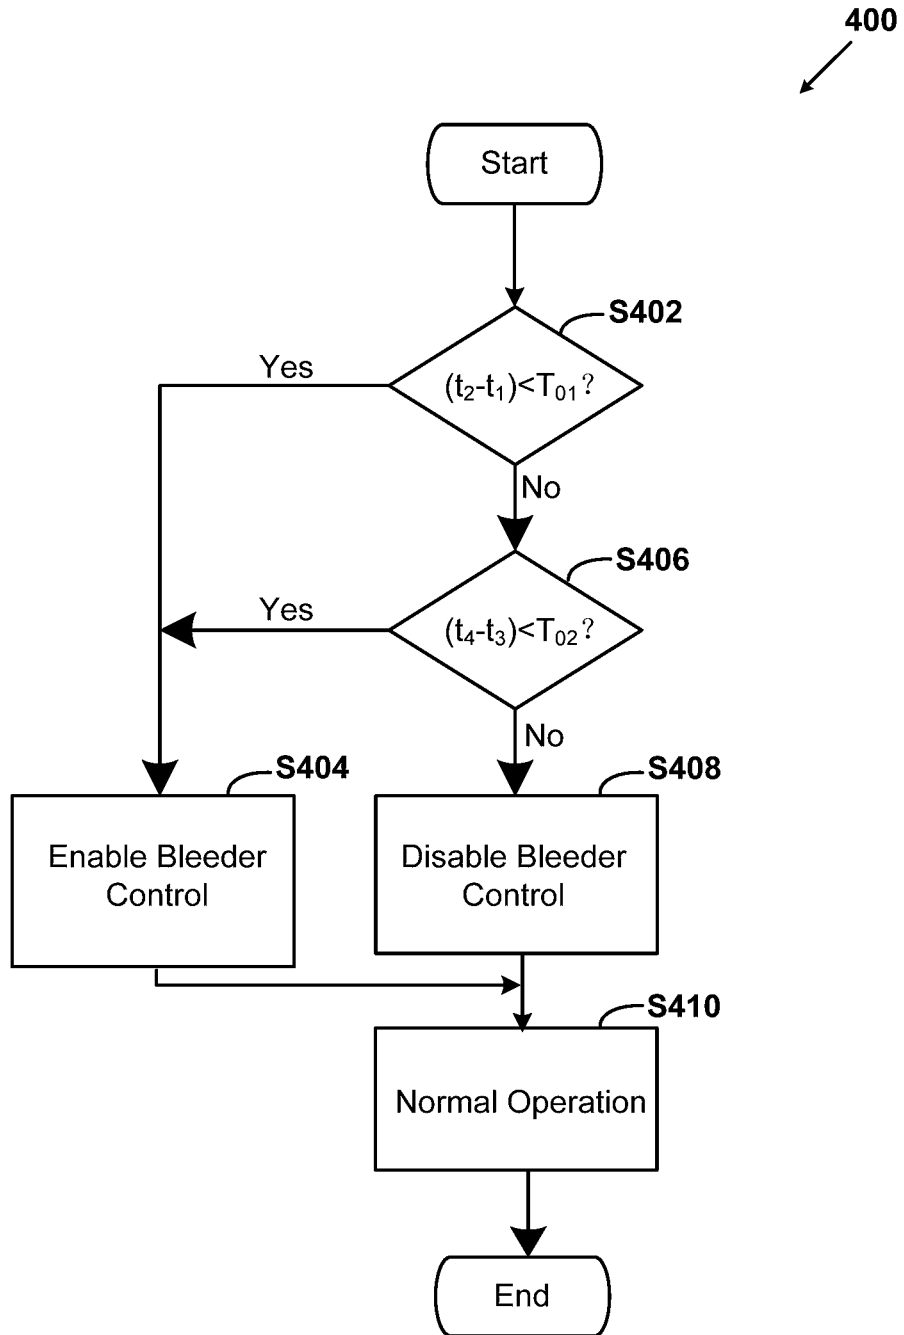 400
Start
S402
Yes
(t₂-t₁)<T₀₁?
No
S406
Yes
(t₄-t₃)<T₀₂?
No
S404
S408
Enable Bleeder
Control
Disable Bleeder
Control
S410
Normal Operation
End